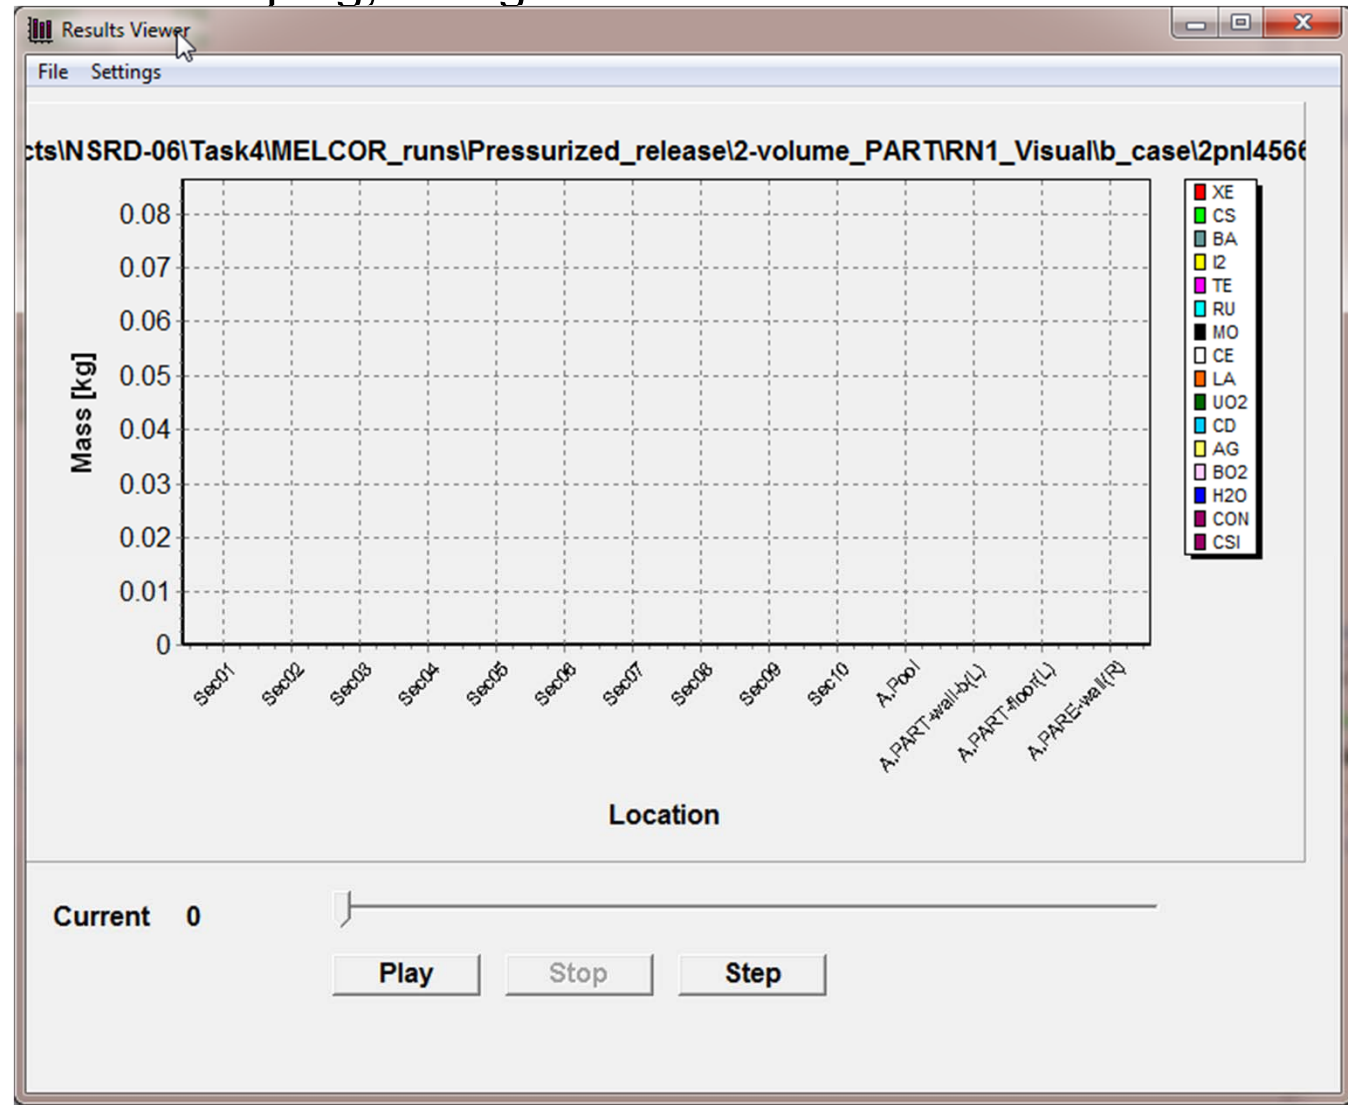 Results Viewer
File Settings
cts\NSRD-06\Task4\MELCOR_runs\Pressurized_release\2-volume_PART\RN1_Visual\b_case\2pnl4566
0.08
0.07
0.06
0.05
0.04
0.03
0.02
0.01
0
Mass [kg]
XE
CS
BA
I2
TE
RU
MO
CE
LA
UO2
CD
AG
BO2
H2O
CON
CSI
Sec01
Sec02
Sec03
Sec04
Sec05
Sec06
Sec07
Sec08
Sec09
Sec10
A,Pool
A,PART-wall-b(L)
A,PART-floor(L)
A,PARE-wall(R)
Location
Current 0
Play Stop Step